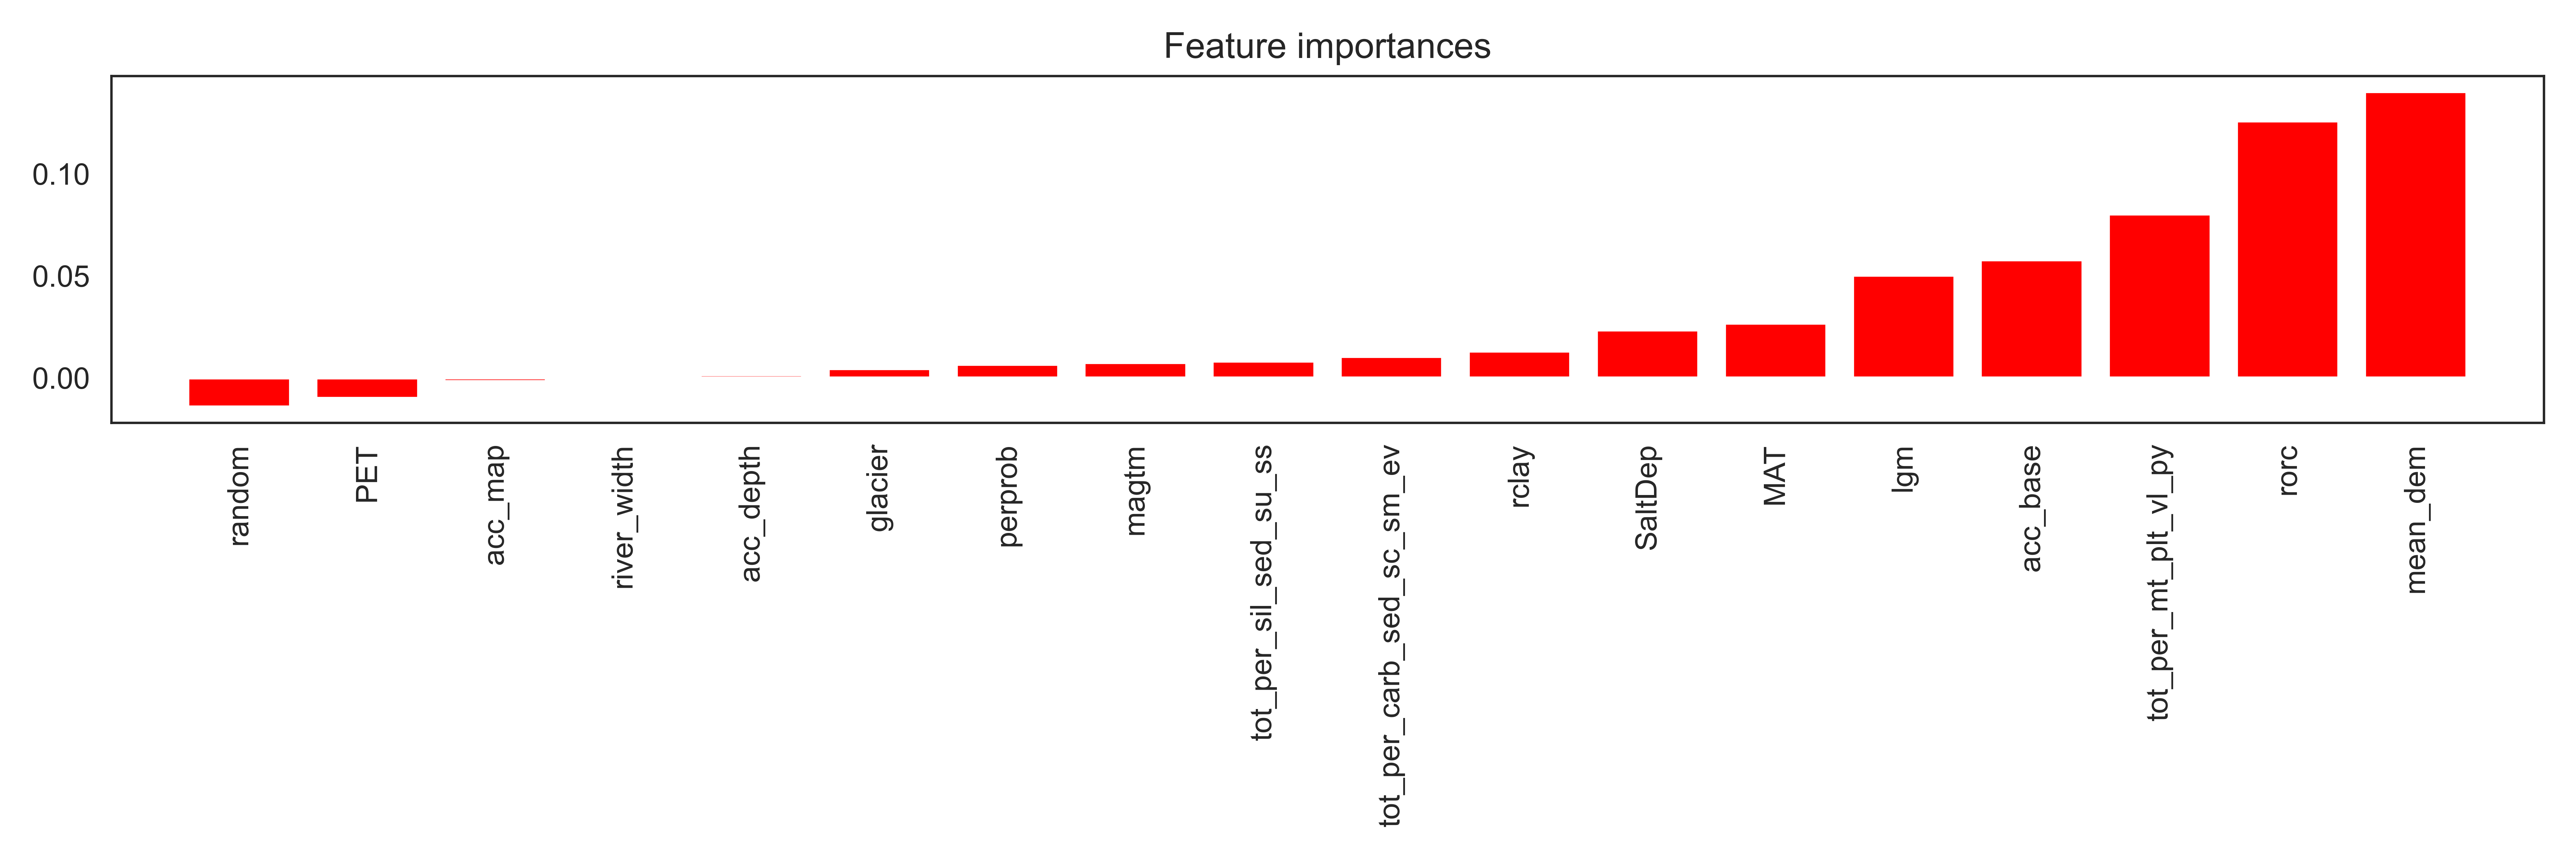 Feature importances
0.10
0.05
0.00
random
PET
acc_map
river_width
acc_depth
glacier
perprob
magtm
tot_per_sil_sed_su_ss
tot_per_carb_sed_sc_sm_ev
rclay
SaltDep
MAT
lgm
acc_base
tot_per_mt_plt_vl_py
rorc
mean_dem